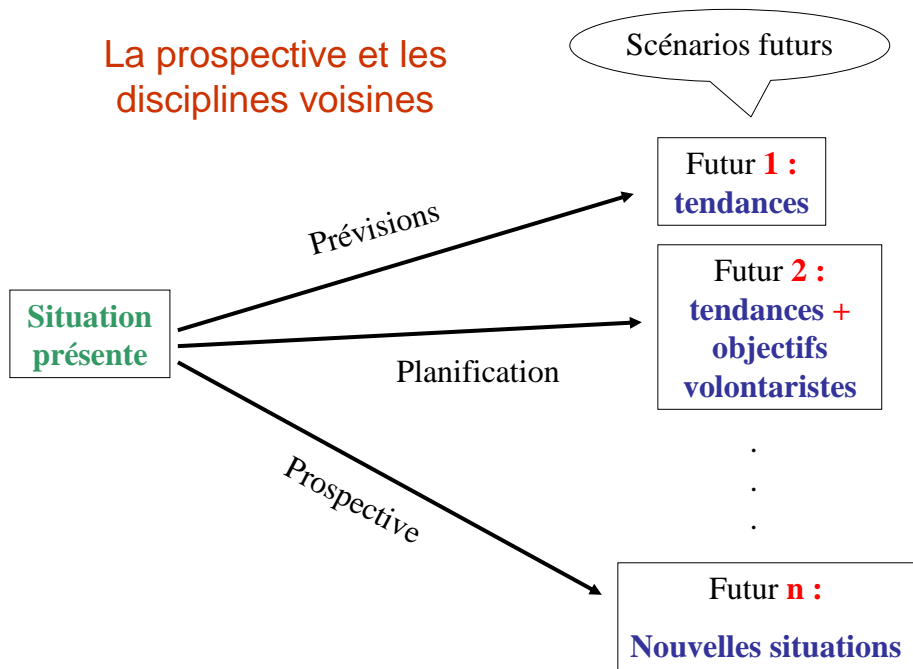 La prospective et les
disciplines voisines
Scénarios futurs
Futur 1 :
tendances
Prévisions
Futur 2 :
tendances +
objectifs
volontaristes
Situation
présente
Planification
.
.
.
Prospective
Futur n :
Nouvelles situations